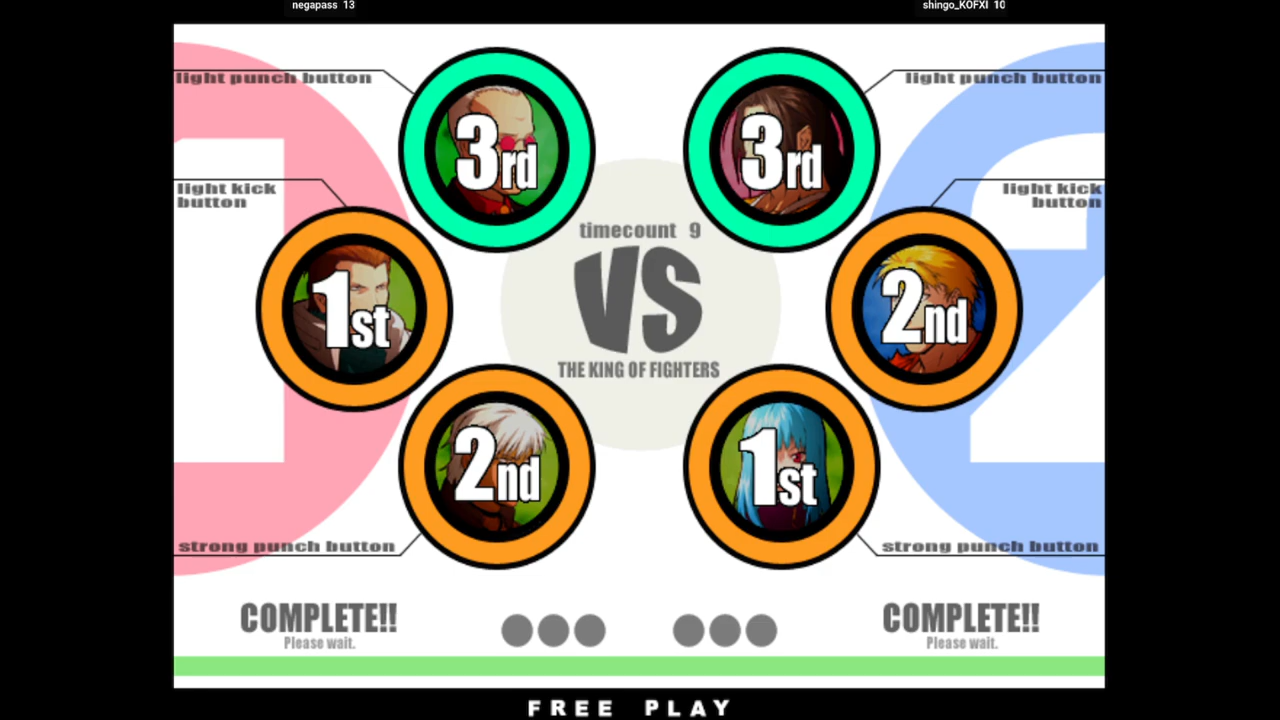 negapass 13
shingo_KOFXI 10
light punch button
light punch button
3rd
3rd
light kick
button
light kick
button
timecount 9
1st
VS
2nd
THE KING OF FIGHTERS
2nd
1st
1
2
strong punch button
strong punch button
COMPLETE!!
Please wait.
COMPLETE!!
Please wait.
FREE PLAY